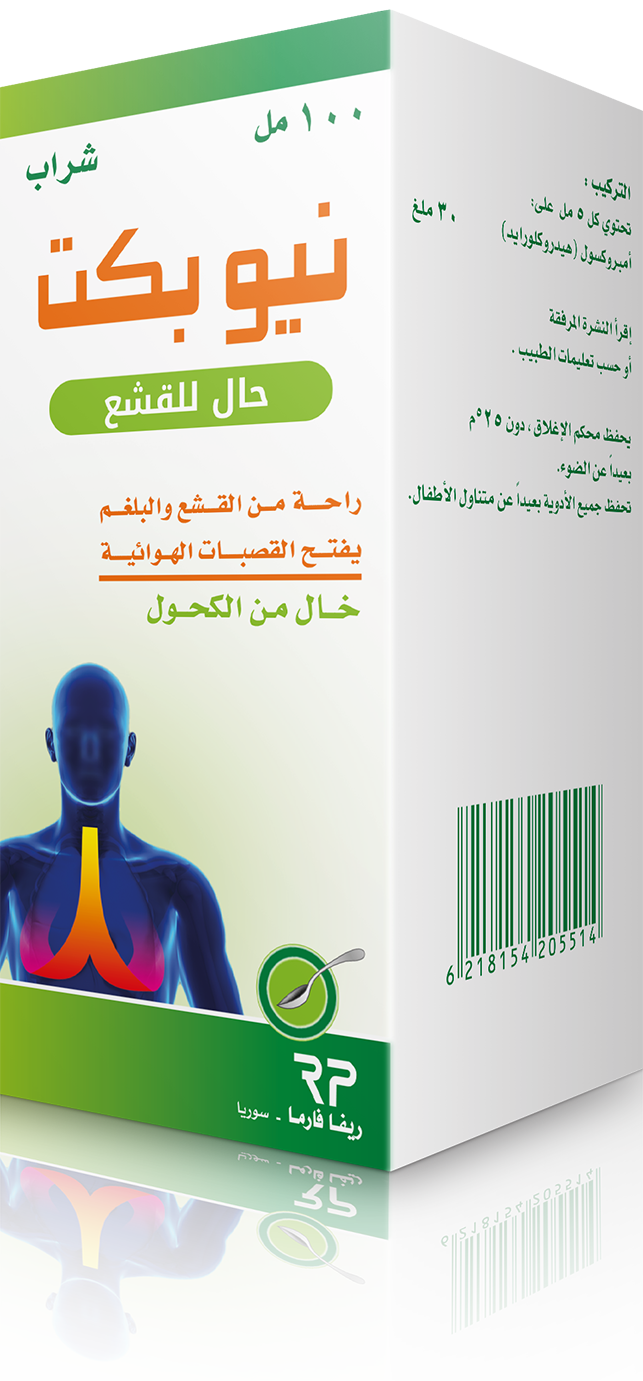 ١٠٠ مل
شراب
نيوبكت
حال للقشع
راحة من القشع والبلغم
يفتح القصبات الهوائية
خال من الكحول
RP
ريفا فارما - سوريا
التركيب :
تحتوي كل ٥ مل على:
أمبروكسول (هيدروكلورايد) ٣٠ ملغ
إقرأ النشرة المرفقة
أو حسب تعليمات الطبيب .
يحفظ محكم الإغلاق ، دون ٢٥°م
بعيداً عن الضوء.
تحفظ جميع الأدوية بعيداً عن متناول الأطفال.
6 218154 205514